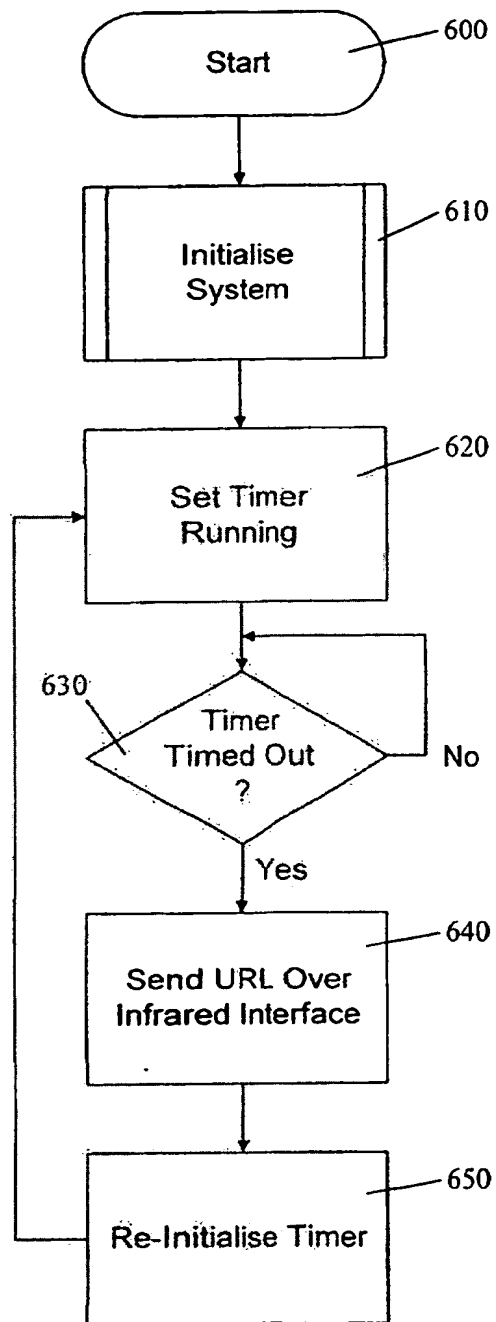 Start
600
Initialise
System
610
Set Timer
Running
620
630
Timer
Timed Out
?
No
Yes
Send URL Over
Infrared Interface
640
Re-Initialise Timer
650